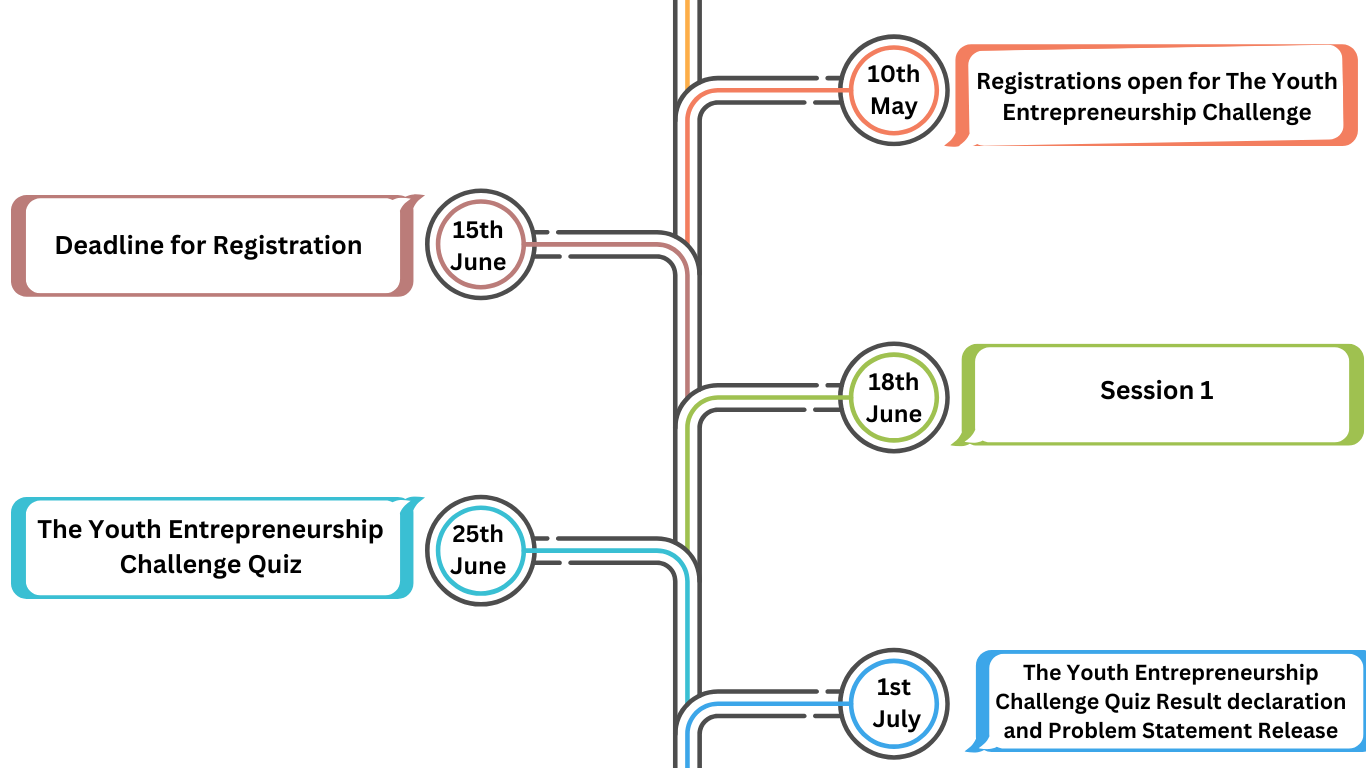 10th
May
Registrations open for The Youth
Entrepreneurship Challenge
Deadline for Registration
15th
June
18th
June
Session 1
The Youth Entrepreneurship
Challenge Quiz
25th
June
1st
July
The Youth Entrepreneurship
Challenge Quiz Result declaration
and Problem Statement Release